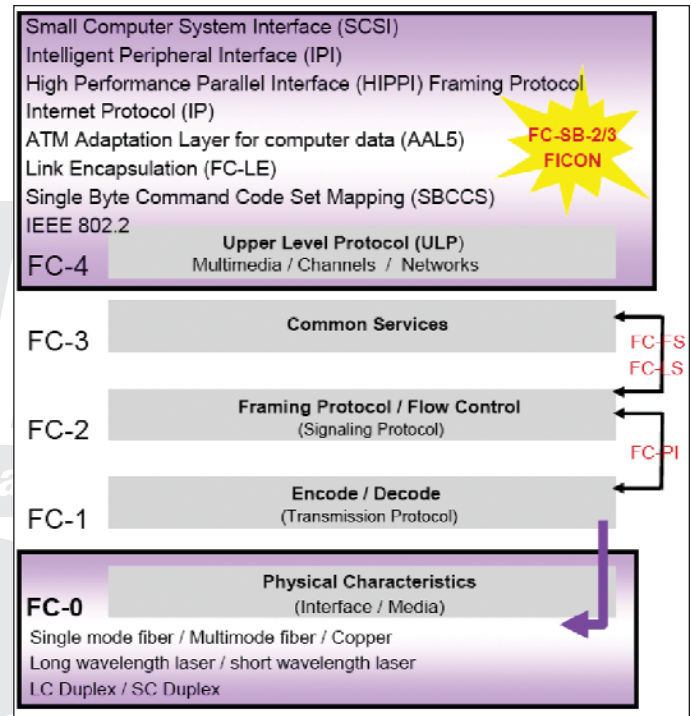 Small Computer System Interface (SCSI)
Intelligent Peripheral Interface (IPI)
High Performance Parallel Interface (HIPPI) Framing Protocol
Internet Protocol (IP)
ATM Adaptation Layer for computer data (AAL5)
Link Encapsulation (FC-LE)
Single Byte Command Code Set Mapping (SBCCS)
IEEE 802.2
FC-SB-2/3
FICON
FC-4
Upper Level Protocol (ULP)
Multimedia / Channels / Networks
FC-3
Common Services
FC-FS
FC-LS
FC-2
Framing Protocol / Flow Control
(Signaling Protocol)
FC-PI
FC-1
Encode / Decode
(Transmission Protocol)
FC-0
Physical Characteristics
(Interface / Media)
Single mode fiber / Multimode fiber / Copper
Long wavelength laser / short wavelength laser
LC Duplex / SC Duplex